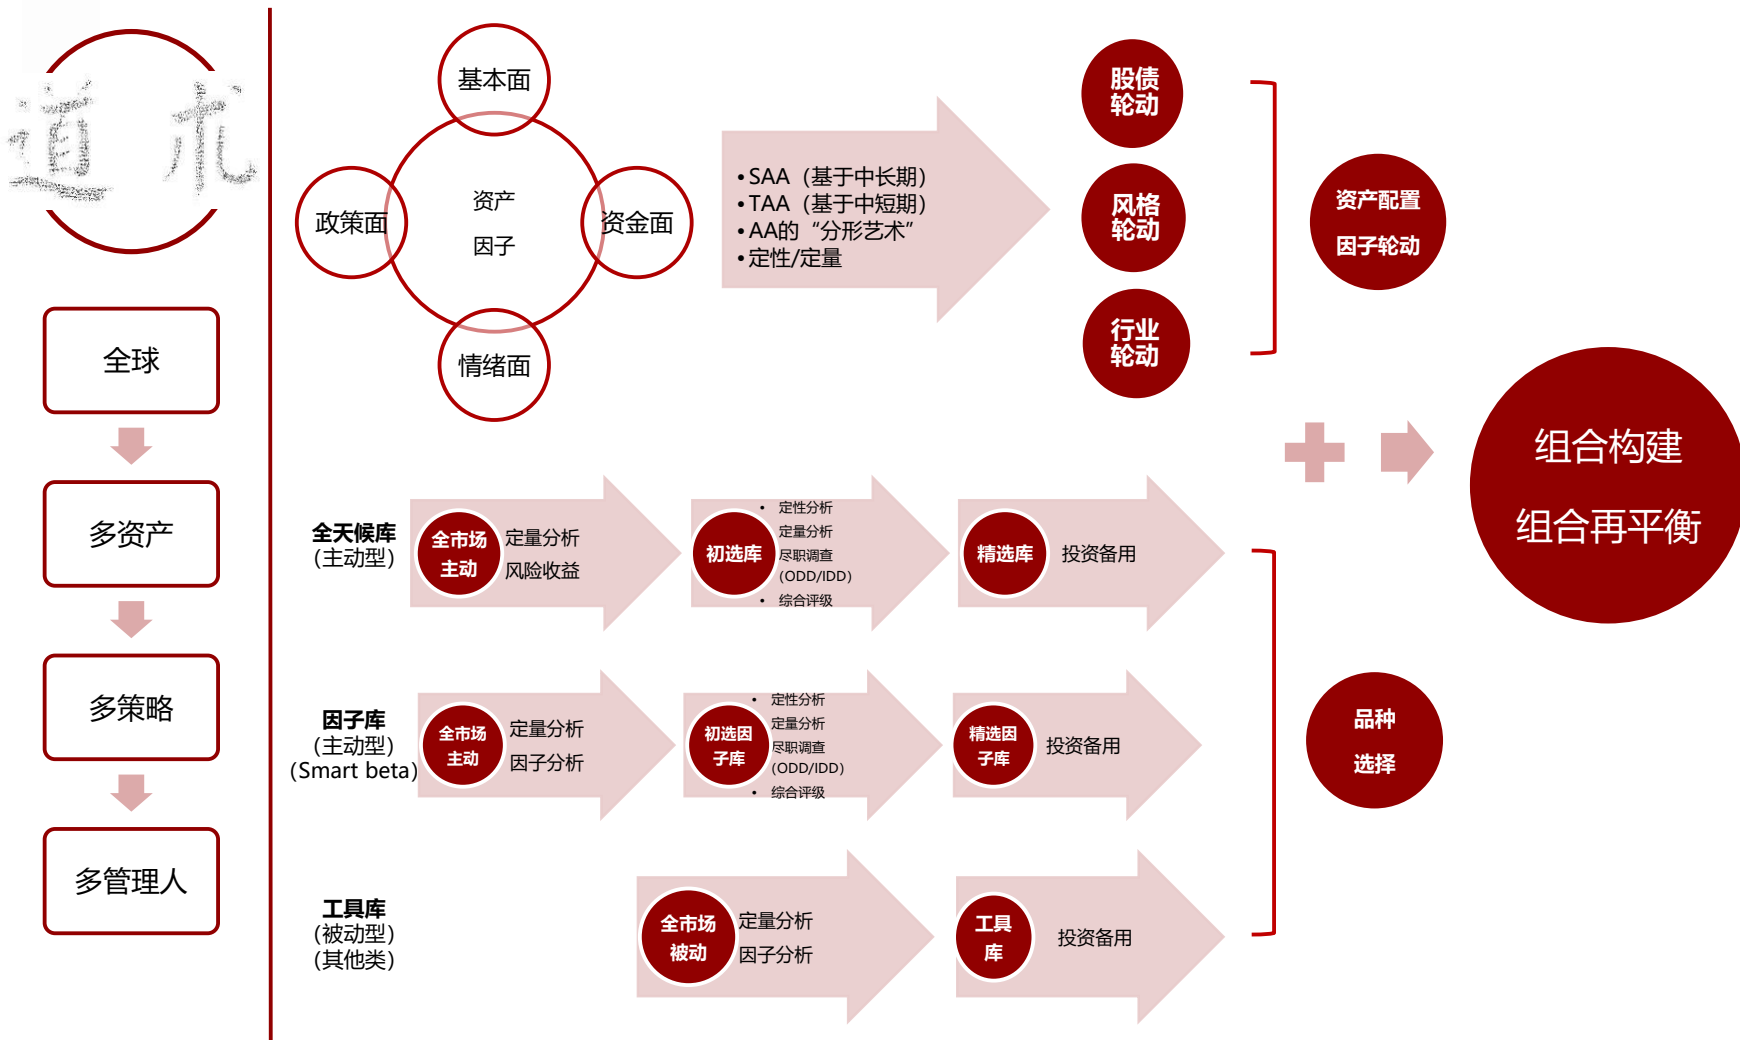 道 术
全球
多资产
多策略
多管理人
基本面
政策面
资产
因子
资金面
情绪面
•SAA（基于中长期）
•TAA（基于中短期）
•AA的“分形艺术”
•定性/定量
股债
轮动
风格
轮动
行业
轮动
资产配置
因子轮动
全天候库
（主动型）
全市场
主动
定量分析
风险收益
初选库
• 定性分析
定量分析
尽职调查
（ODD/IDD）
• 综合评级
精选库
投资备用
因子库
（主动型）
（Smart beta）
全市场
主动
定量分析
因子分析
初选因
子库
• 定性分析
定量分析
尽职调查
（ODD/IDD）
• 综合评级
精选因
子库
投资备用
工具库
（被动型）
（其他类）
全市场
被动
定量分析
因子分析
工具
库
投资备用
品种
选择
组合构建
组合再平衡